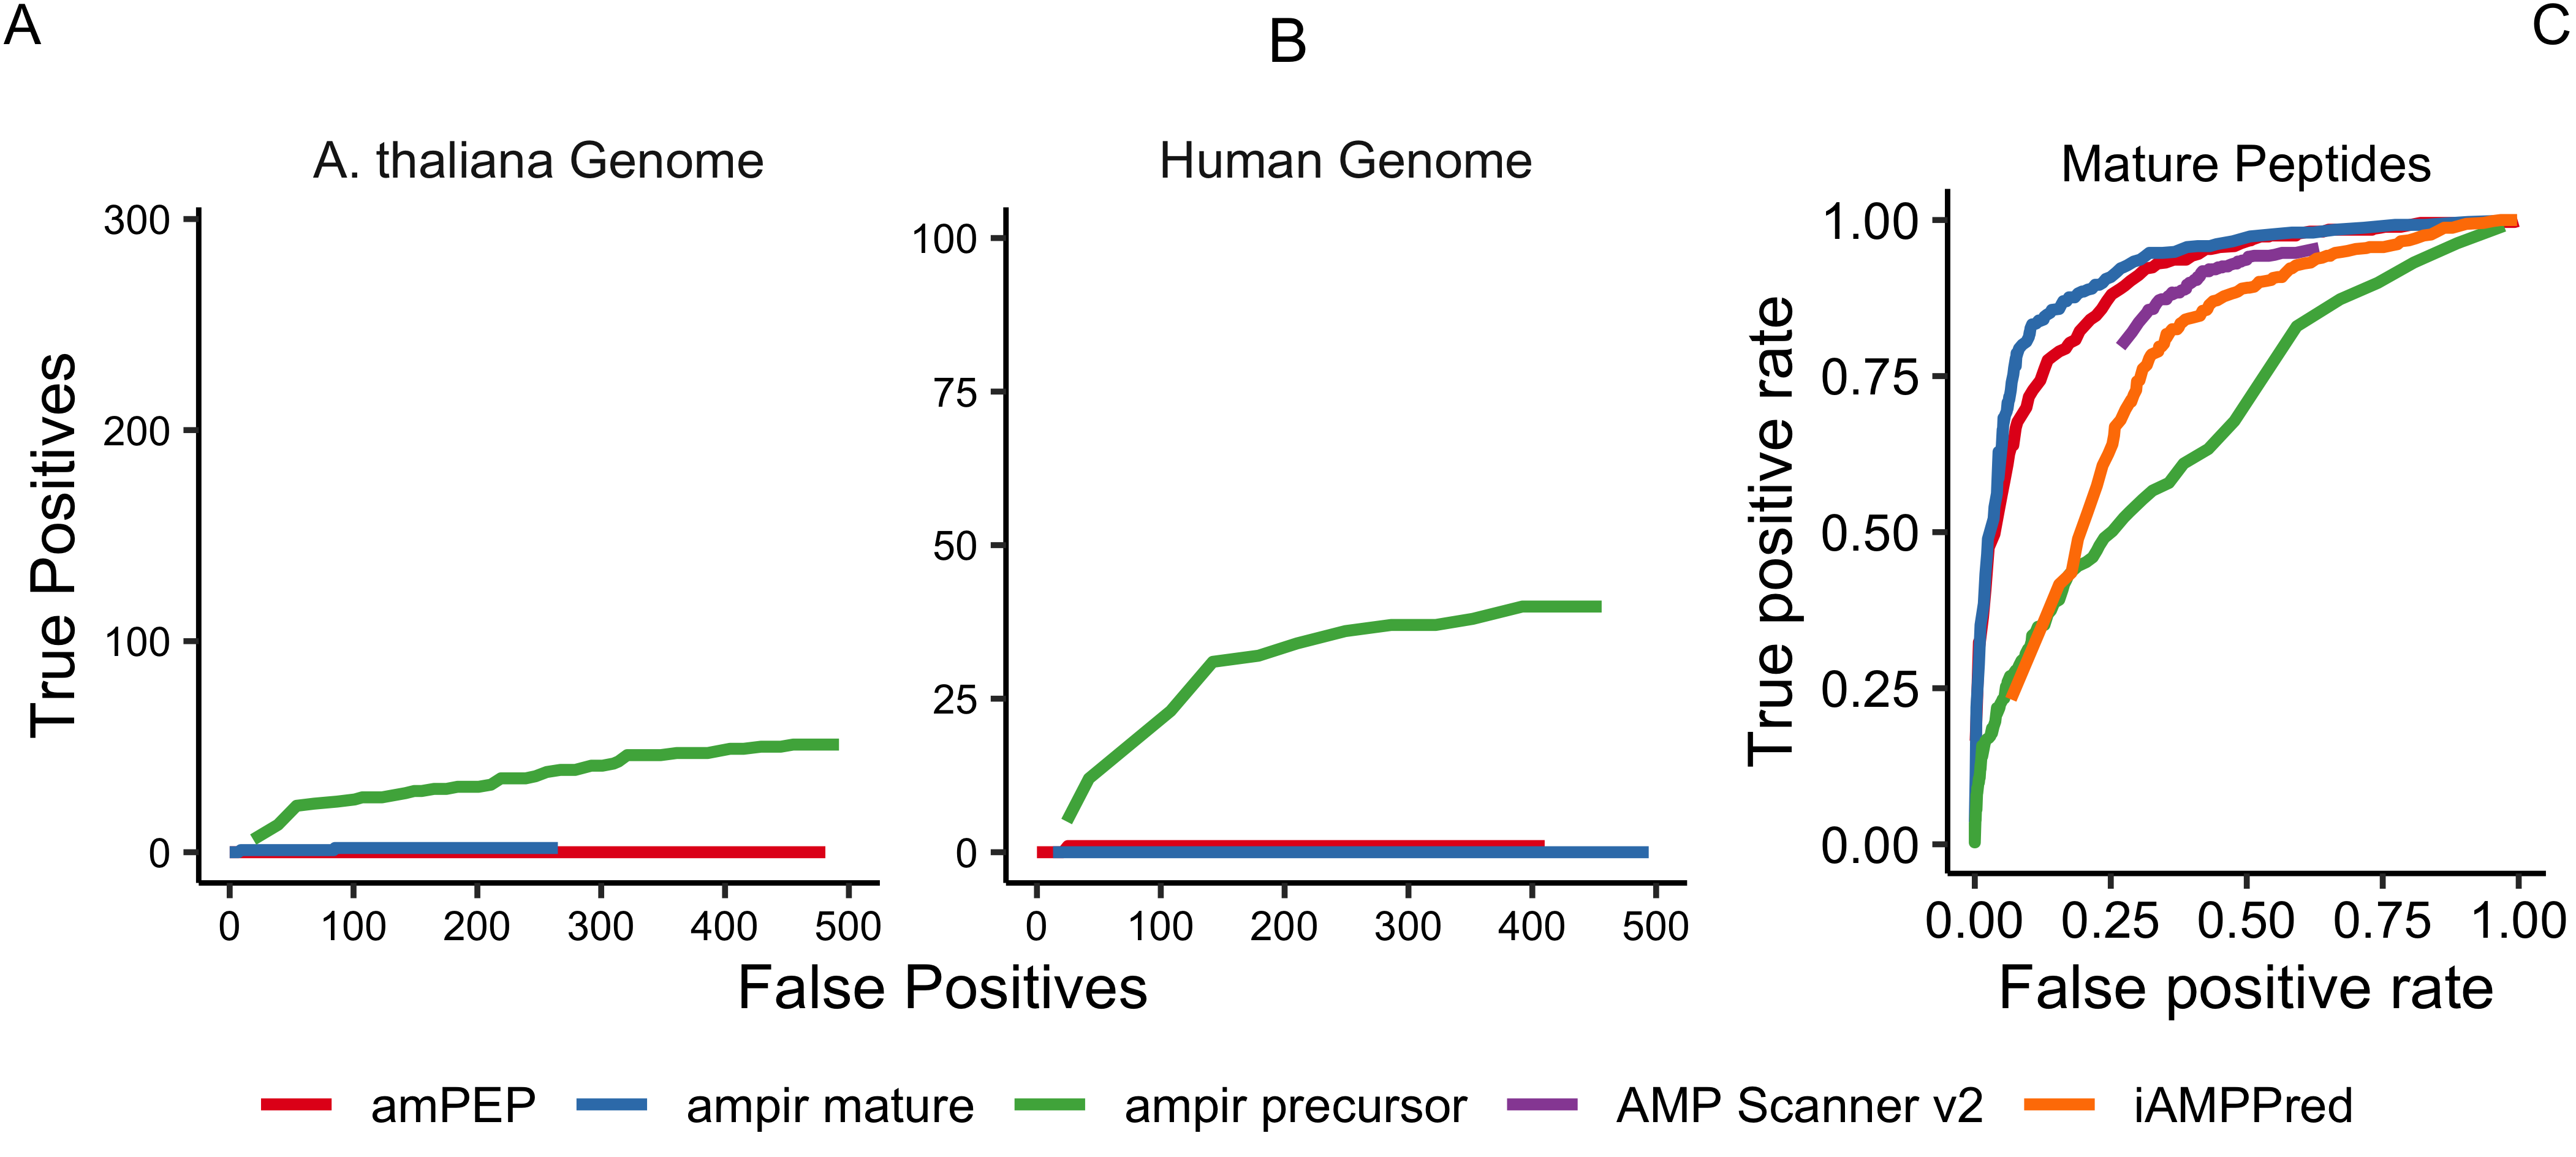 A
B
C
A. thaliana Genome
Human Genome
Mature Peptides
True Positives
300
200
100
0
0 100 200 300 400 500
100
75
50
25
0
0 100 200 300 400 500
False Positives
True positive rate
1.00
0.75
0.50
0.25
0.00
0.00 0.25 0.50 0.75 1.00
False positive rate
amPEP ampir mature ampir precursor AMP Scanner v2 iAMPPred